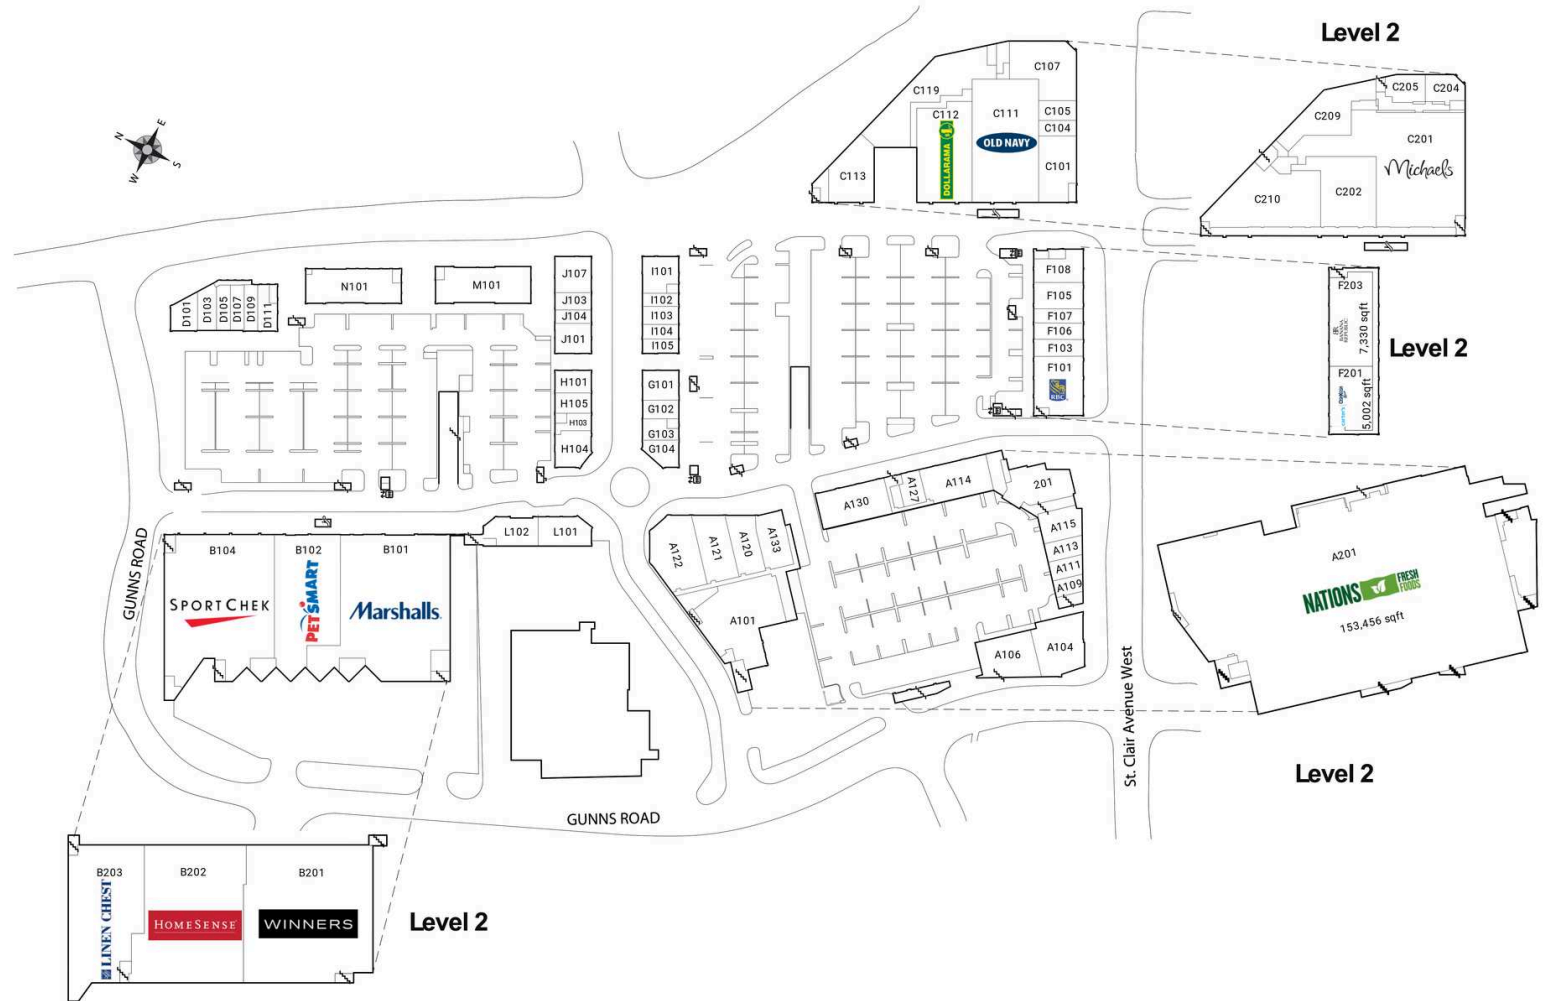 Level 2
C107
C119
C112
C111
C105
C104
C101
C113
DOLLARAMA
OLD NAVY
C205
C204
C209
C201
Michaels
C202
C210
N
E
S
W
D101
D103
D105
D107
D109
D111
N101
M101
J107
J103
J104
J101
H101
H105
H103
H104
I101
I102
I103
I104
I105
G101
G102
G103
G104
F108
F105
F107
F106
F103
F101
RBC
F203
BANANA REPUBLIC
7,330 sqft
F201
carter's
5,002 sqft
Level 2
A130
A127
A114
201
A115
A113
A111
A109
A106
A104
A122
A121
A120
A133
A101
A201
NATIONS
FRESH
FOODS
153,456 sqft
Level 2
L102
L101
B104
B102
B101
SPORTCHEK
PETSMART
Marshalls.
GUNNS ROAD
GUNNS ROAD
St. Clair Avenue West
B203
B202
B201
LINEN CHEST
HOMESENSE
WINNERS
Level 2